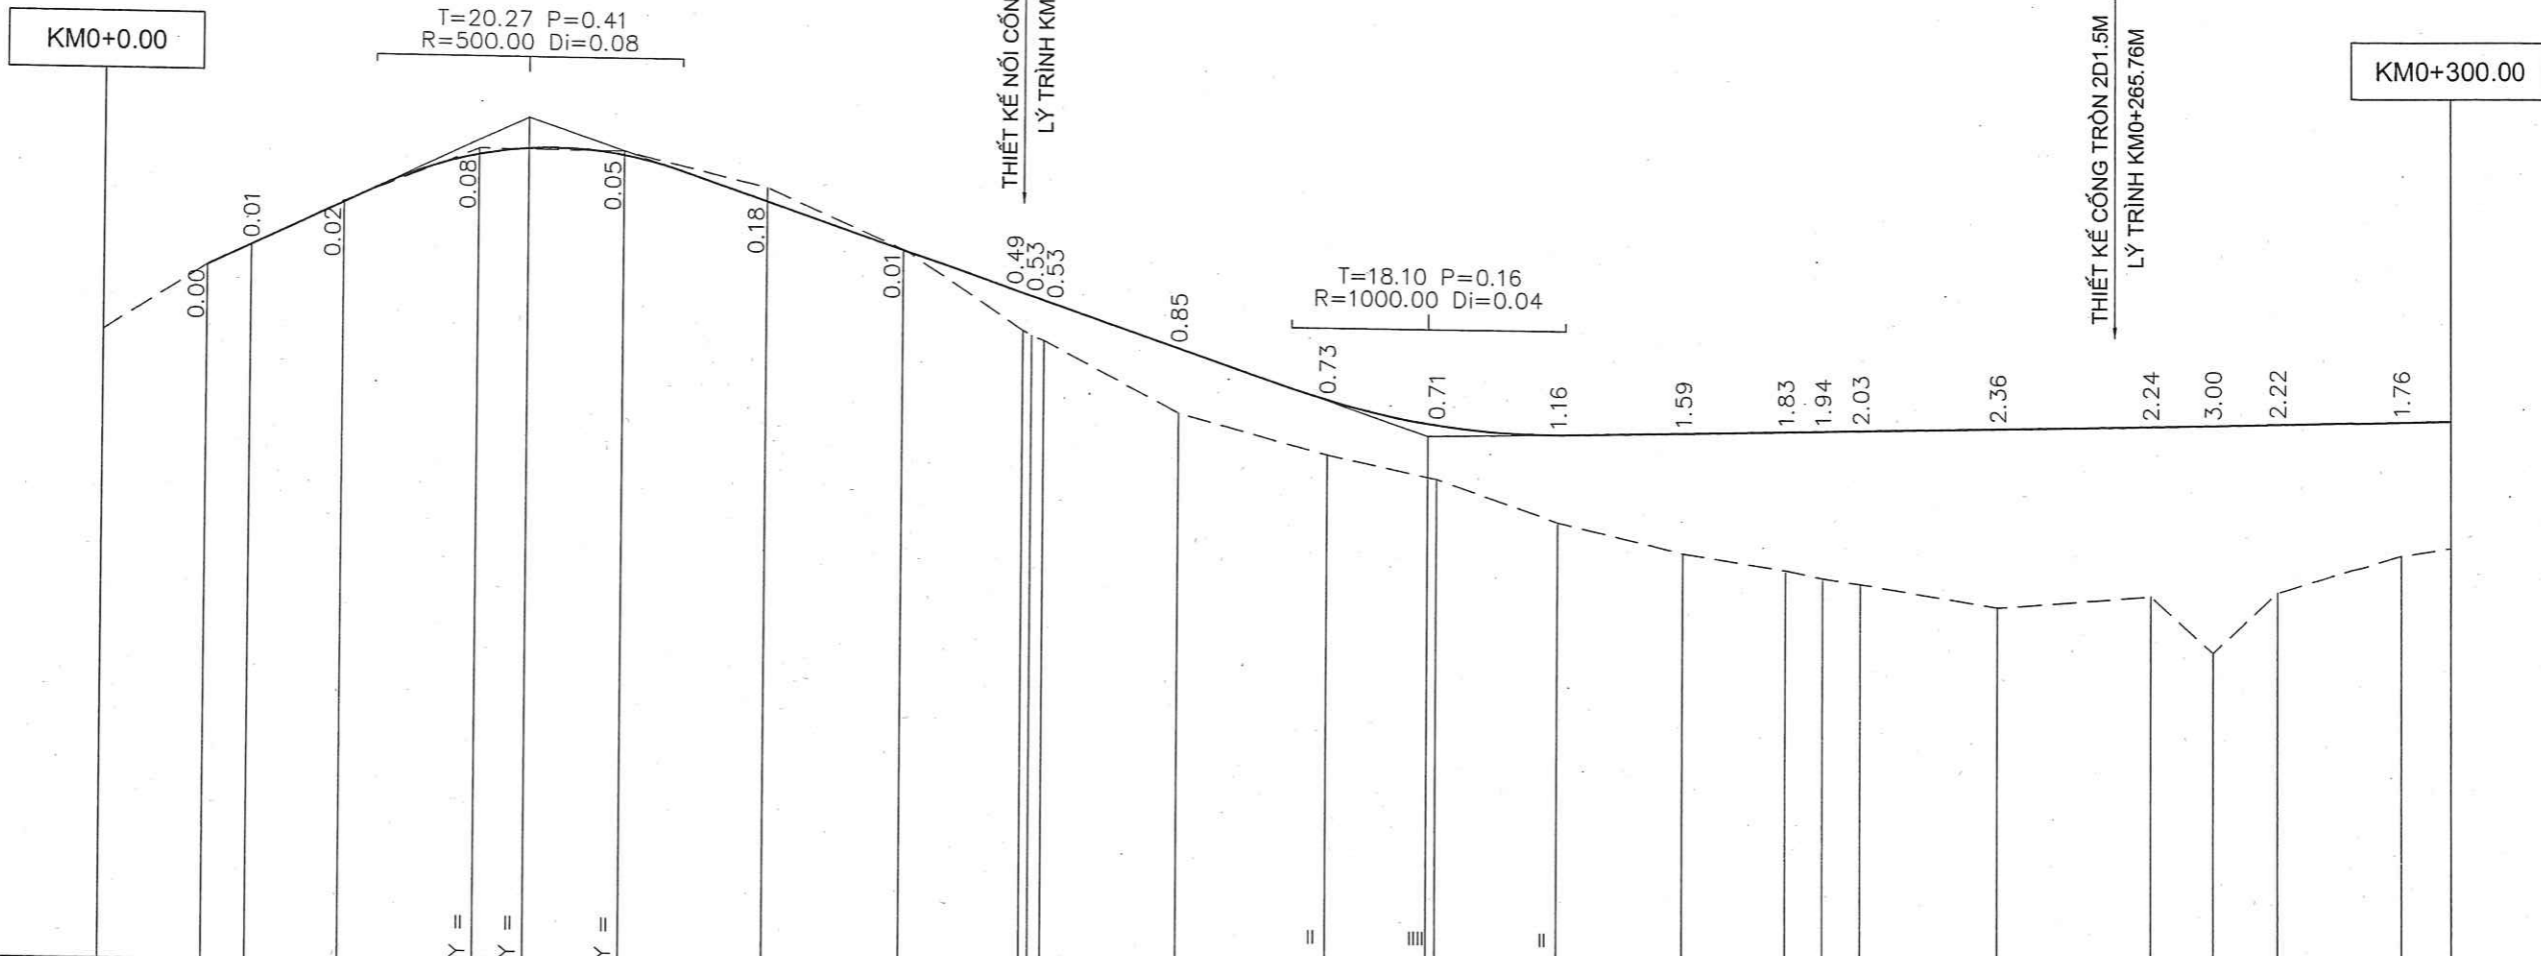 KM0+0.00
T=20.27 P=0.41
R=500.00 Di=0.08
THIẾT KẾ NỐI CỐN
LÝ TRÌNH KM
THIẾT KẾ CỐNG TRÒN 2D1.5M
LÝ TRÌNH KM0+265.76M
KM0+300.00
0.00
0.01
0.02
0.08
0.05
0.18
0.01
0.49
0.53
0.53
0.85
T=18.10 P=0.16
R=1000.00 Di=0.04
0.73
0.71
1.16
1.59
1.83
1.94
2.03
2.36
2.24
3.00
2.22
1.76
Y =
Y =
Y =
=
=